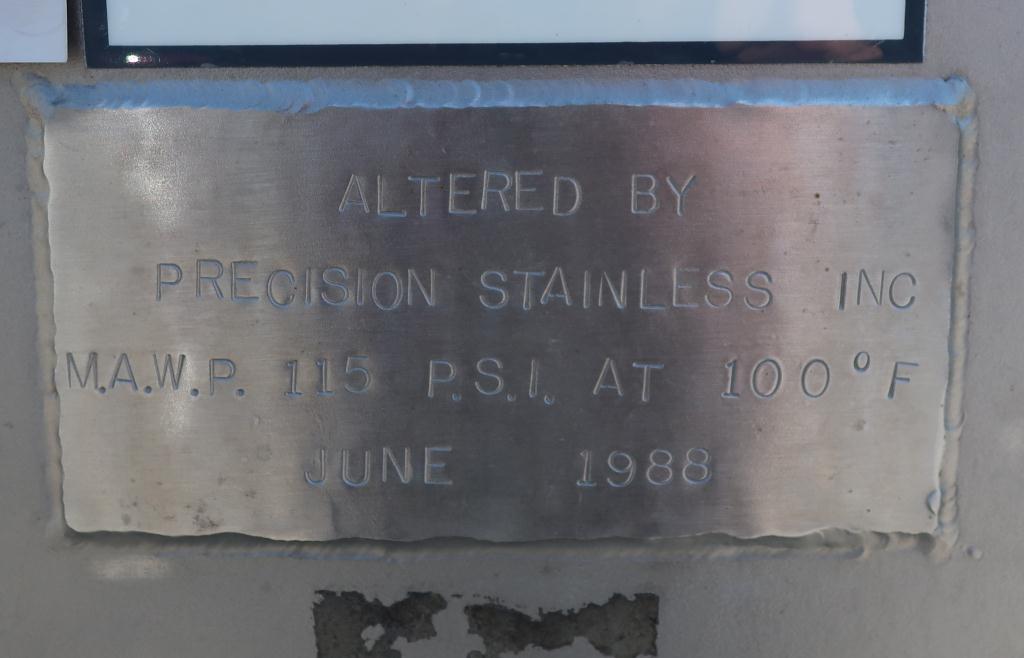 ALTERED BY
PRECISION STAINLESS INC
M.A.W.P. 115 P.S.I. AT 100°F
JUNE 1988